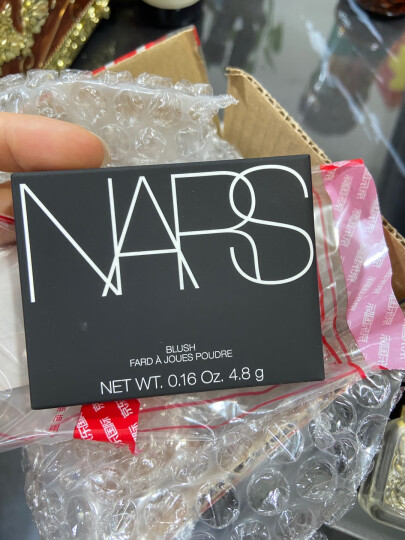 NARS
BLUSH
FARD À JOUES POUDRE
NET WT. 0.16 Oz. 4.8 g